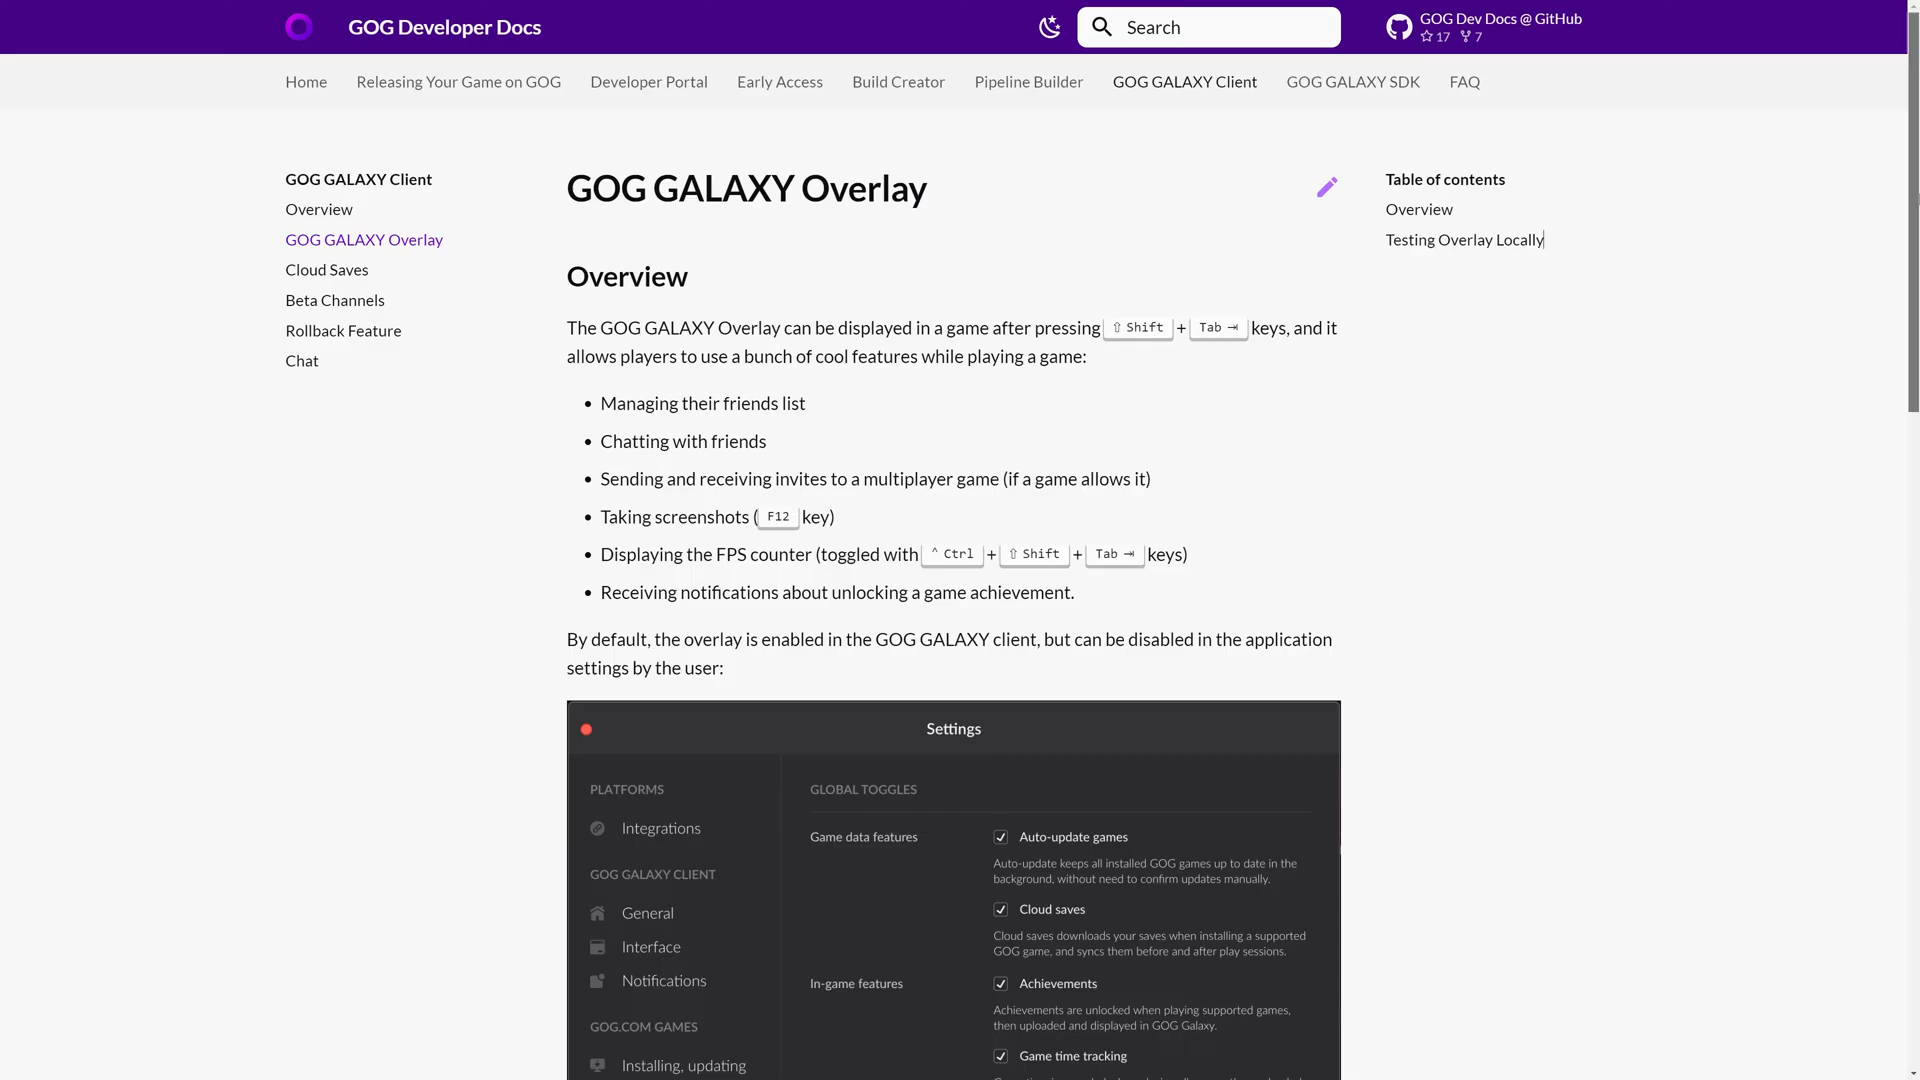 GOG Developer Docs
Search
GOG Dev Docs @ GitHub
17 7
Home Releasing Your Game on GOG Developer Portal Early Access Build Creator Pipeline Builder GOG GALAXY Client GOG GALAXY SDK FAQ
GOG GALAXY Client
Overview
GOG GALAXY Overlay
Cloud Saves
Beta Channels
Rollback Feature
Chat
GOG GALAXY Overlay
Overview
The GOG GALAXY Overlay can be displayed in a game after pressing ⇧ Shift + Tab ⇥ keys, and it
allows players to use a bunch of cool features while playing a game:
• Managing their friends list
• Chatting with friends
• Sending and receiving invites to a multiplayer game (if a game allows it)
• Taking screenshots ( F12 key)
• Displaying the FPS counter (toggled with ⌃ Ctrl + ⇧ Shift + Tab ⇥ keys)
• Receiving notifications about unlocking a game achievement.
By default, the overlay is enabled in the GOG GALAXY client, but can be disabled in the application
settings by the user:
Settings
PLATFORMS
Integrations
GOG GALAXY CLIENT
General
Interface
Notifications
GOG.COM GAMES
Installing, updating
GLOBAL TOGGLES
Game data features
Auto-update games
Auto-update keeps all installed GOG games up to date in the
background, without need to confirm updates manually.
Cloud saves
Cloud saves downloads your saves when installing a supported
GOG game, and syncs them before and after play sessions.
In-game features
Achievements
Achievements are unlocked when playing supported games,
then uploaded and displayed in GOG Galaxy.
Game time tracking
Table of contents
Overview
Testing Overlay Locally